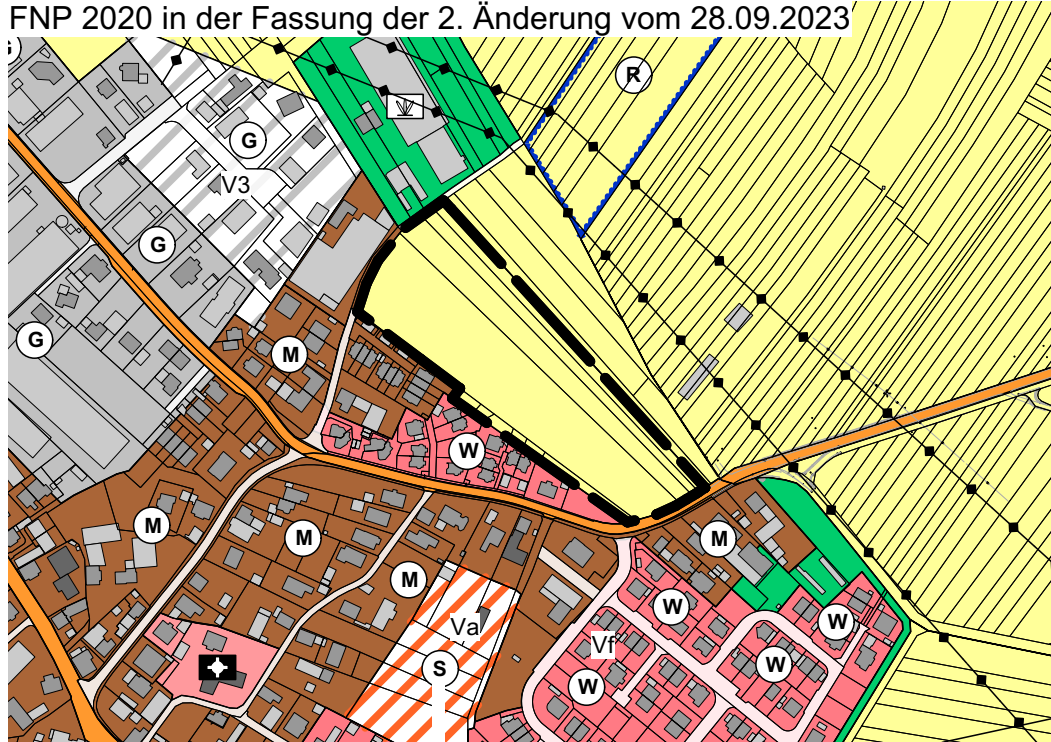 FNP 2020 in der Fassung der 2. Änderung vom 28.09.2023
G
R
G
V3
G
G
M
W
M
M
M
M
W
W
Va
Vf
S
W
W